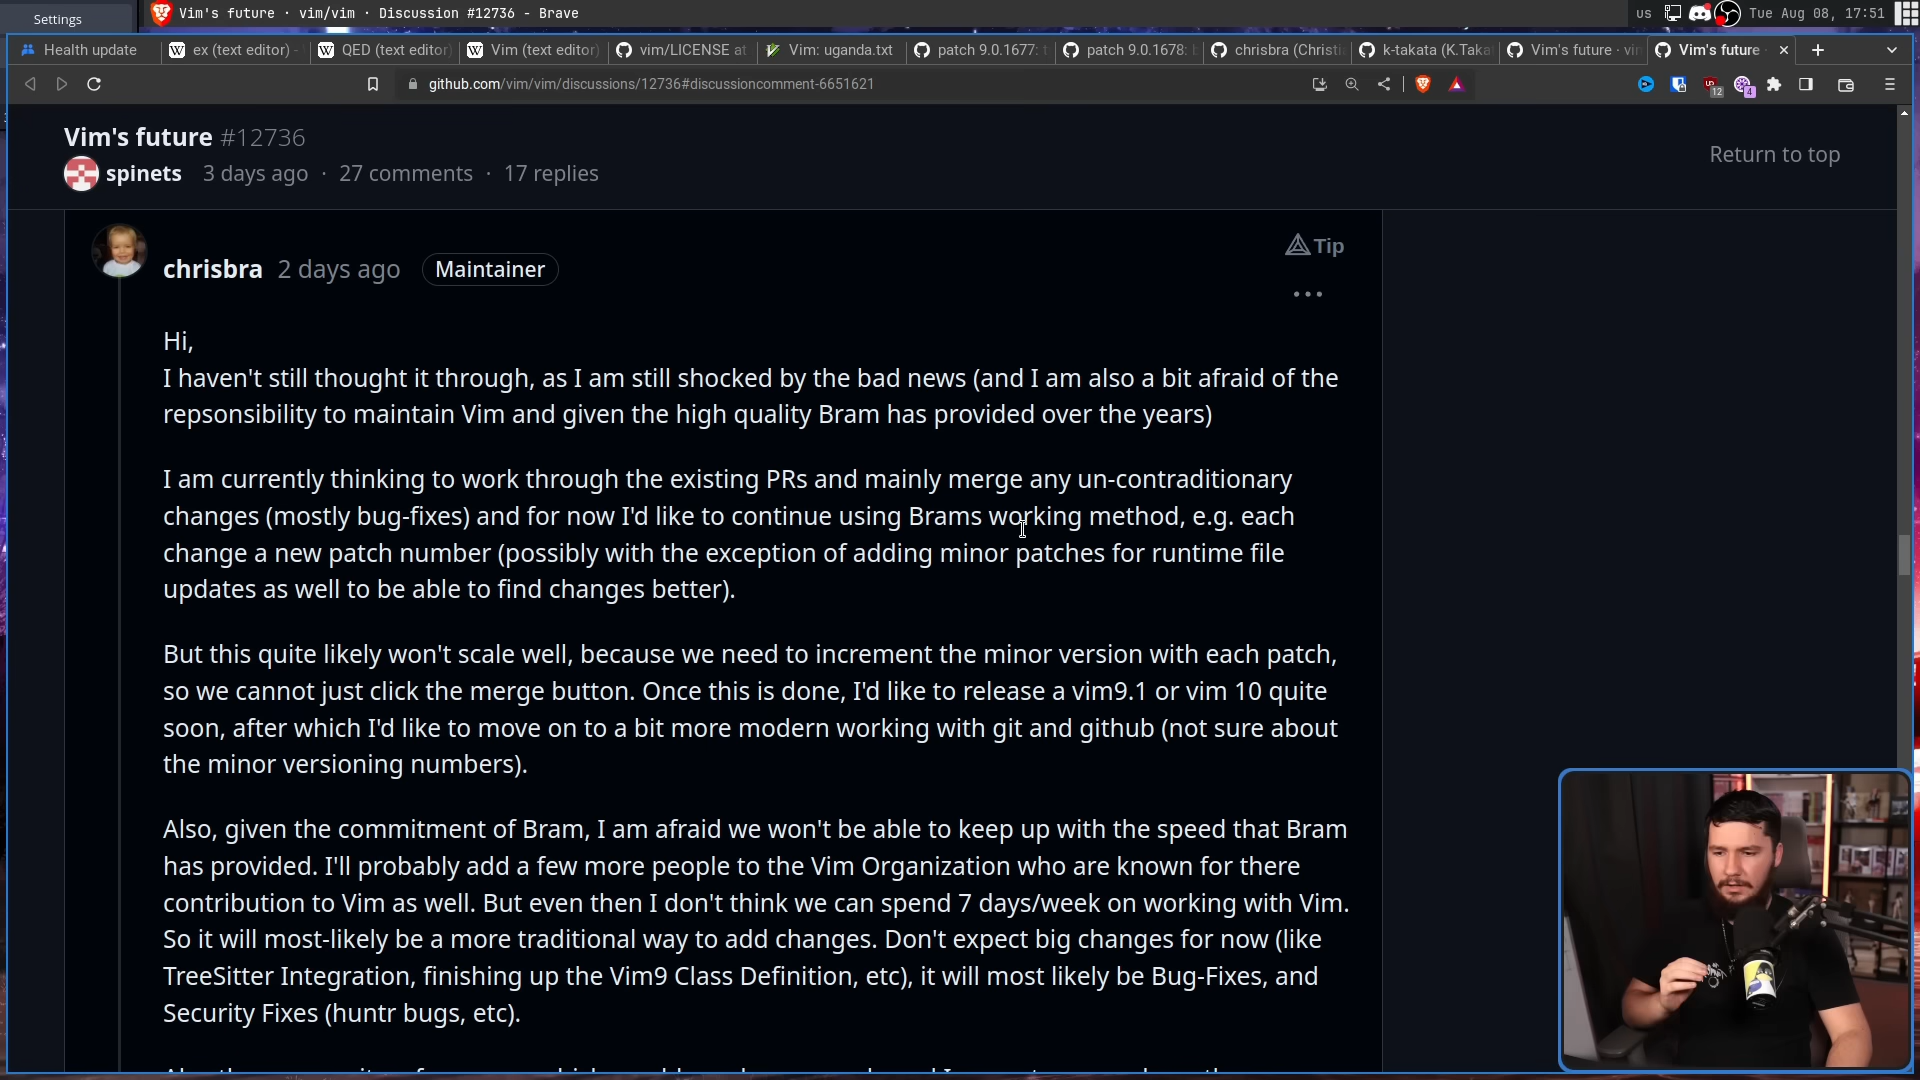 Settings
Vim's future · vim/vim · Discussion #12736 - Brave
us
Tue Aug 08, 17:51
Health update
ex (text editor) -
QED (text editor)
Vim (text editor)
vim/LICENSE at
Vim: uganda.txt
patch 9.0.1677:
patch 9.0.1678:
chrisbra (Christi
k-takata (K.Taka
Vim's future · vim
Vim's future
github.com/vim/vim/discussions/12736#discussioncomment-6651621
12
4
Vim's future #12736
spinets 3 days ago · 27 comments · 17 replies
Return to top
chrisbra 2 days ago Maintainer
Tip
Hi,
I haven't still thought it through, as I am still shocked by the bad news (and I am also a bit afraid of the
repsonsibility to maintain Vim and given the high quality Bram has provided over the years)
I am currently thinking to work through the existing PRs and mainly merge any un-contraditionary
changes (mostly bug-fixes) and for now I'd like to continue using Brams working method, e.g. each
change a new patch number (possibly with the exception of adding minor patches for runtime file
updates as well to be able to find changes better).
But this quite likely won't scale well, because we need to increment the minor version with each patch,
so we cannot just click the merge button. Once this is done, I'd like to release a vim9.1 or vim 10 quite
soon, after which I'd like to move on to a bit more modern working with git and github (not sure about
the minor versioning numbers).
Also, given the commitment of Bram, I am afraid we won't be able to keep up with the speed that Bram
has provided. I'll probably add a few more people to the Vim Organization who are known for there
contribution to Vim as well. But even then I don't think we can spend 7 days/week on working with Vim.
So it will most-likely be a more traditional way to add changes. Don't expect big changes for now (like
TreeSitter Integration, finishing up the Vim9 Class Definition, etc), it will most likely be Bug-Fixes, and
Security Fixes (huntr bugs, etc).